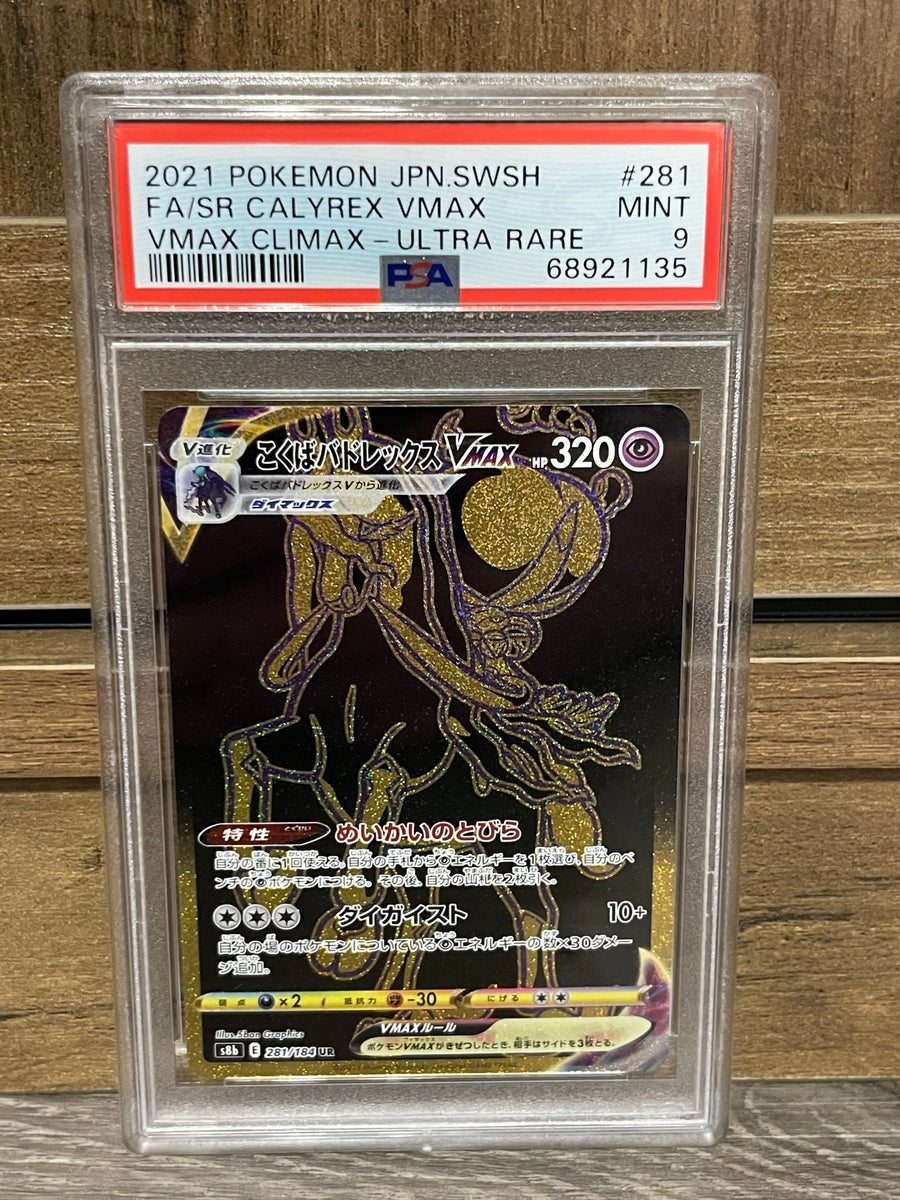 2021 POKEMON JPN.SWSH #281
FA/SR CALYREX VMAX MINT
VMAX CLIMAX-ULTRA RARE 9
PSA 68921135
V進化 こくばバドレックス VMAX HP 320
こくばバドレックスVから進化
ダイマックス
特性 とくせい めいかいのとびら
自分の番に1回使える。自分の手札から エネルギーを1枚選び、自分のベ
ンチの ポケモンにつける。その後、自分の山札を2枚引く。
ダイガイスト 10+
自分の場のポケモンについている エネルギーの数×30ダメー
ジ追加。
弱点 ×2 抵抗力 -30 にげる
Illus. Sban Graphics VMAXルール
s8b E 281/184 UR ポケモンVMAXがきぜつしたとき、相手はサイドを3枚とる。